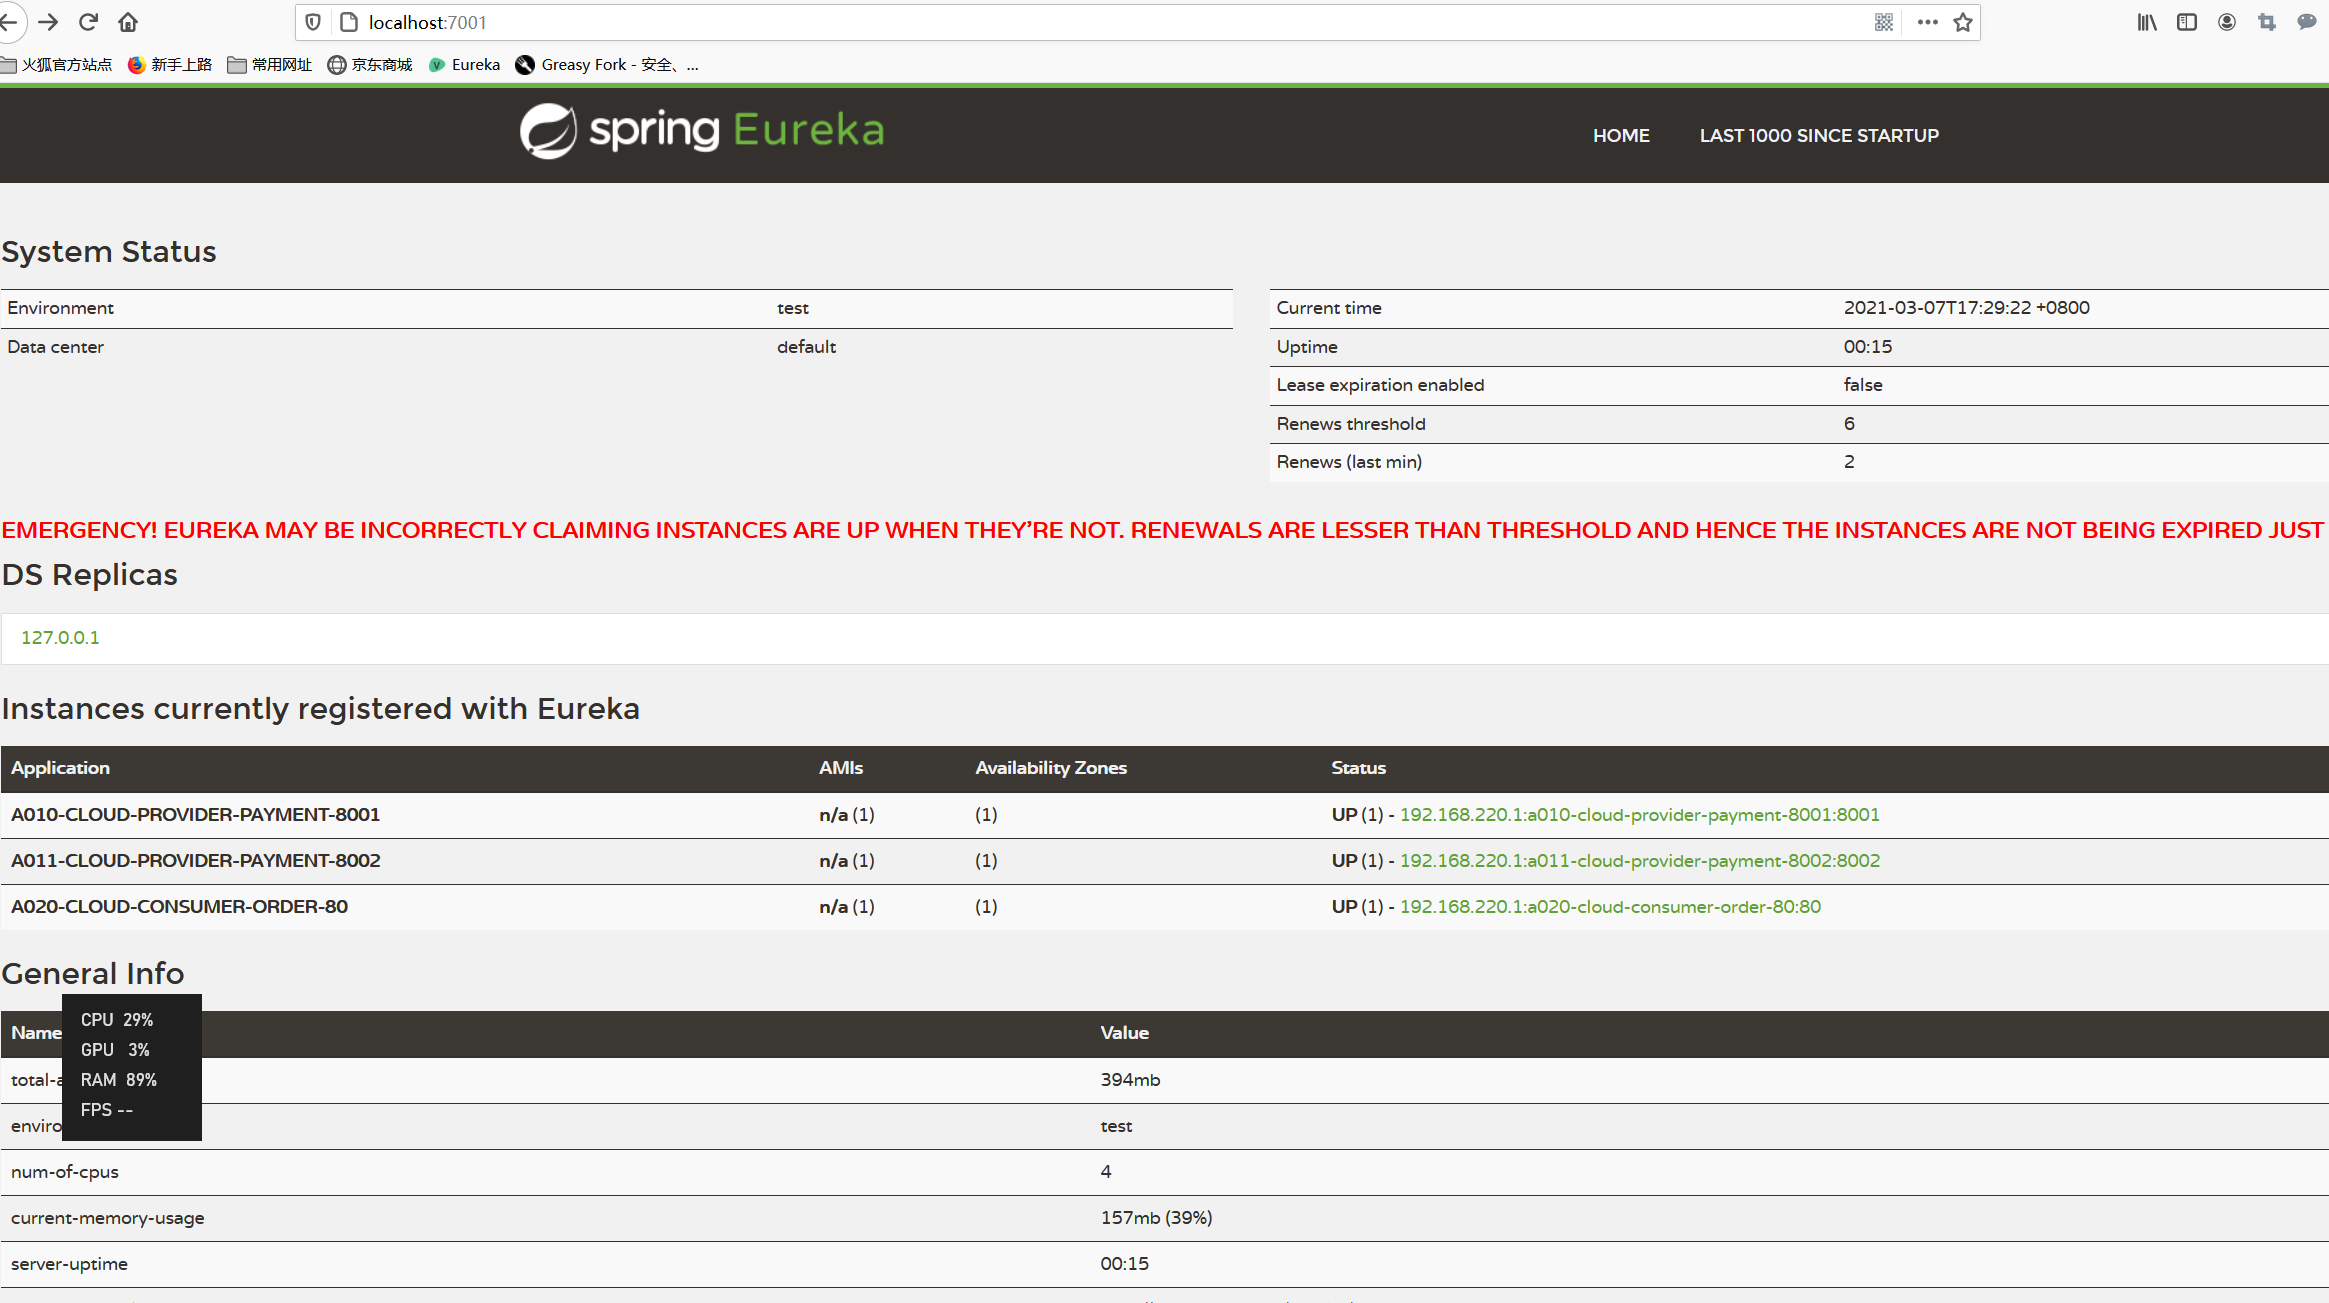 localhost:7001
火狐官方站点 新手上路 常用网址 京东商城 Eureka Greasy Fork - 安全、...
spring Eureka HOME LAST 1000 SINCE STARTUP
System Status
Environment test
Data center default
Current time 2021-03-07T17:29:22 +0800
Uptime 00:15
Lease expiration enabled false
Renews threshold 6
Renews (last min) 2
EMERGENCY! EUREKA MAY BE INCORRECTLY CLAIMING INSTANCES ARE UP WHEN THEY'RE NOT. RENEWALS ARE LESSER THAN THRESHOLD AND HENCE THE INSTANCES ARE NOT BEING EXPIRED JUST
DS Replicas
127.0.0.1
Instances currently registered with Eureka
Application AMIs Availability Zones Status
A010-CLOUD-PROVIDER-PAYMENT-8001 n/a (1) (1) UP (1) - 192.168.220.1:a010-cloud-provider-payment-8001:8001
A011-CLOUD-PROVIDER-PAYMENT-8002 n/a (1) (1) UP (1) - 192.168.220.1:a011-cloud-provider-payment-8002:8002
A020-CLOUD-CONSUMER-ORDER-80 n/a (1) (1) UP (1) - 192.168.220.1:a020-cloud-consumer-order-80:80
General Info
Name Value
CPU 29%
GPU 3%
RAM 89%
FPS --
total-a 394mb
enviro test
num-of-cpus 4
current-memory-usage 157mb (39%)
server-uptime 00:15